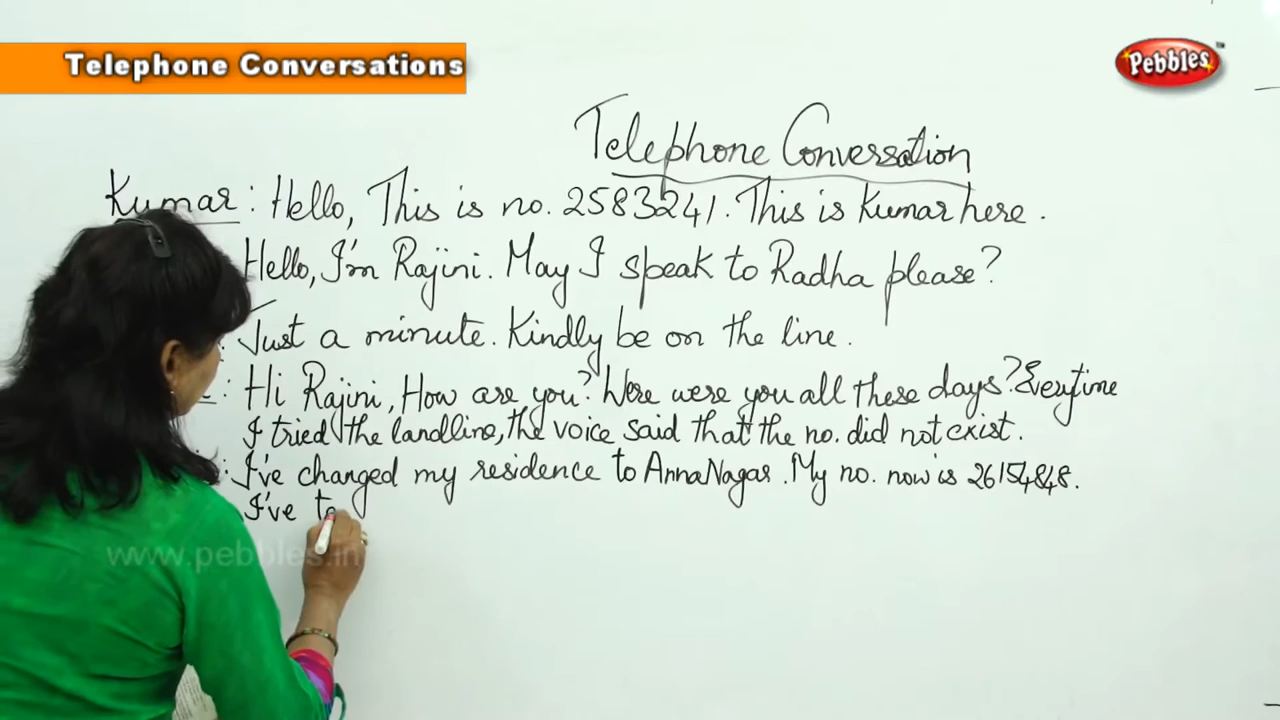 Telephone Conversations
Pebbles™
Telephone Conversation
Kumar : Hello, This is no. 2583241. This is Kumar here.
Hello, I'm Rajini. May I speak to Radha please?
: Just a minute. Kindly be on the line.
: Hi Rajini, How are you? Were were you all these days? Everytime
I tried the landline, the voice said that the no. did not exist.
: I've changed my residence to AnnaNagar. My no. now is 26154848.
I've to
www.pebbles.in